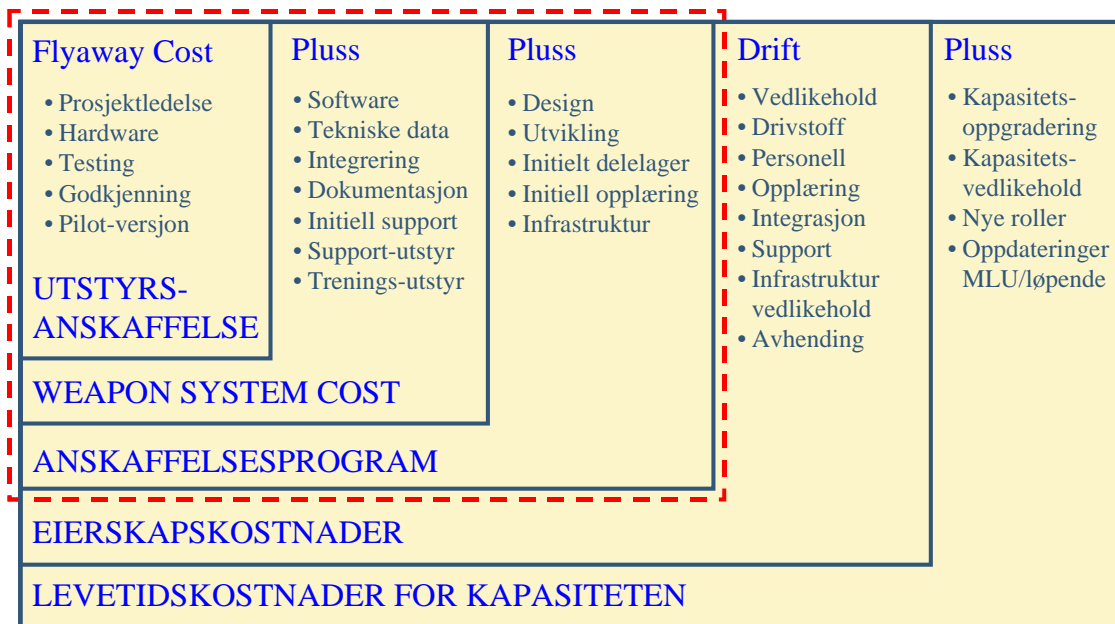 Flyaway Cost
• Prosjektledelse
• Hardware
• Testing
• Godkjenning
• Pilot-versjon
UTSTYRS-
ANSKAFFELSE
Pluss
• Software
• Tekniske data
• Integrering
• Dokumentasjon
• Initiell support
• Support-utstyr
• Trenings-utstyr
WEAPON SYSTEM COST
Pluss
• Design
• Utvikling
• Initielt delelager
• Initiell opplæring
• Infrastruktur
ANSKAFFELSESPROGRAM
Drift
• Vedlikehold
• Drivstoff
• Personell
• Opplæring
• Integrasjon
• Support
• Infrastruktur
vedlikehold
• Avhending
EIERSKAPSKOSTNADER
Pluss
• Kapasitets-
oppgradering
• Kapasitets-
vedlikehold
• Nye roller
• Oppdateringer
MLU/løpende
LEVETIDSKOSTNADER FOR KAPASITETEN